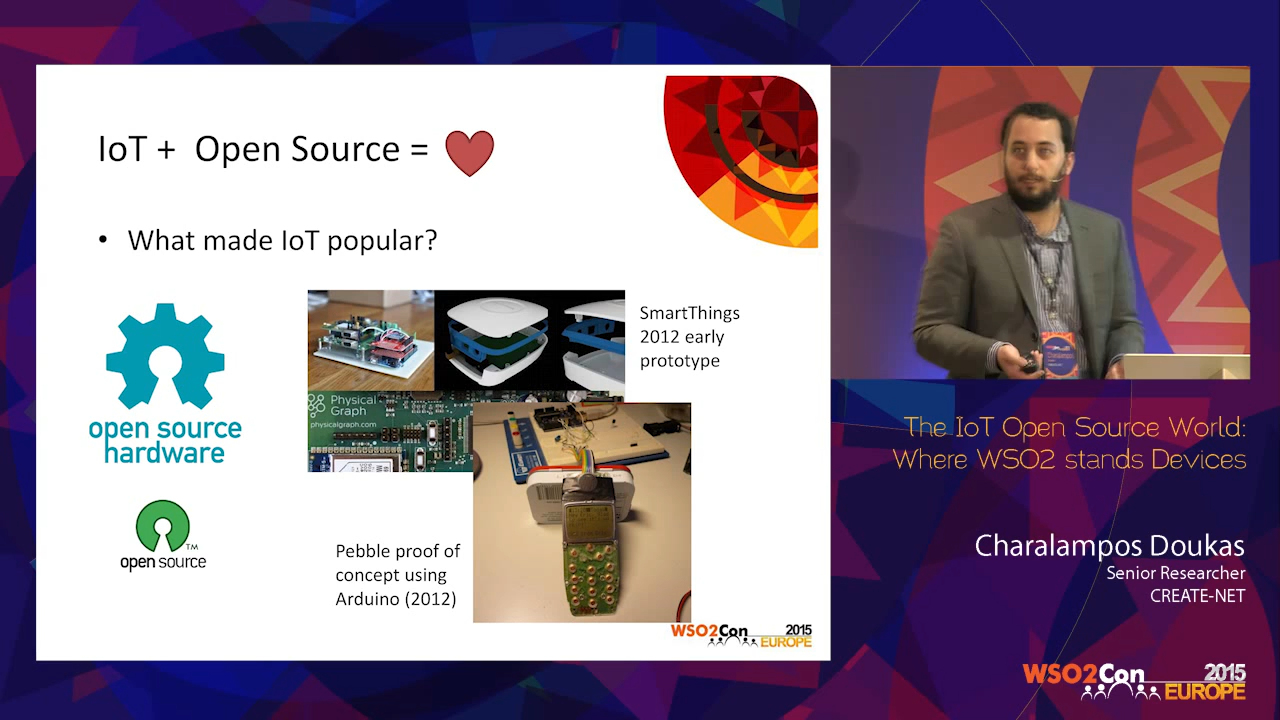 IoT + Open Source =
• What made IoT popular?
open source
hardware
open source
TM
SmartThings
2012 early
prototype
Physical
Graph
physicalgraph.com
Pebble proof of
concept using
Arduino (2012)
WSO2Con 2015
EUROPE
Charalampos
The IoT Open Source World:
Where WSO2 stands Devices
Charalampos Doukas
Senior Researcher
CREATE-NET
WSO2Con 2015
EUROPE